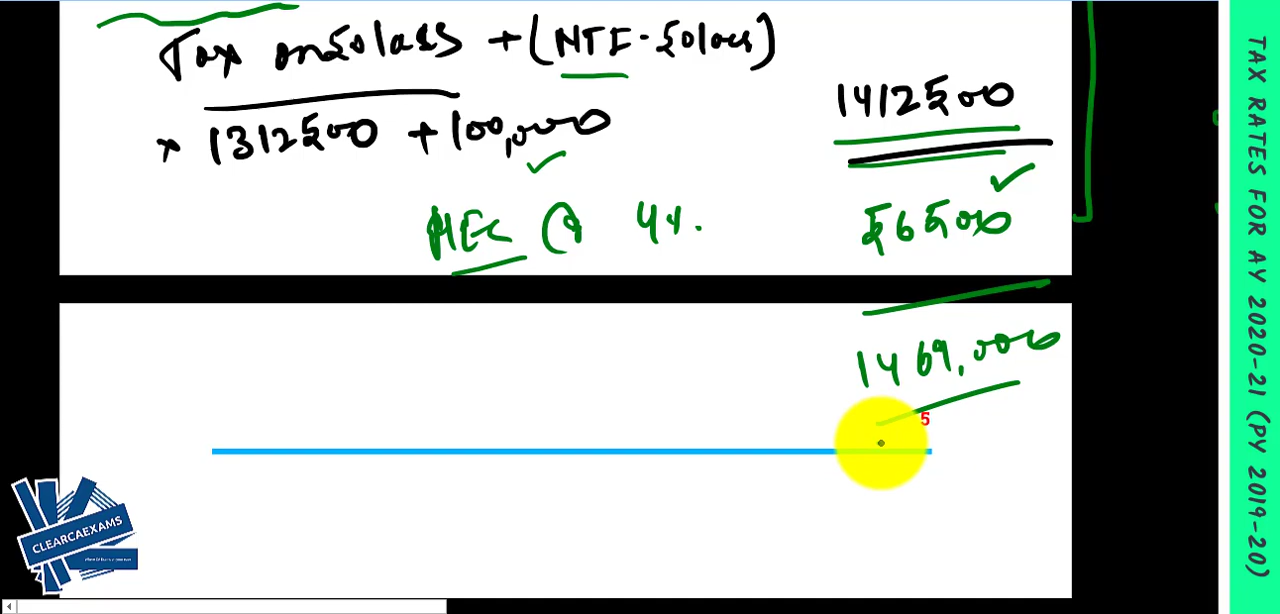 Tax on 50 lass + (NTI - 50 lacs)
1312500 + 100,000
1412500
HEC @ 4%.
56500
1469,000
5
CLEARCAEXAMS
TAX RATES FOR AY 2020-21 (PY 2019-20)